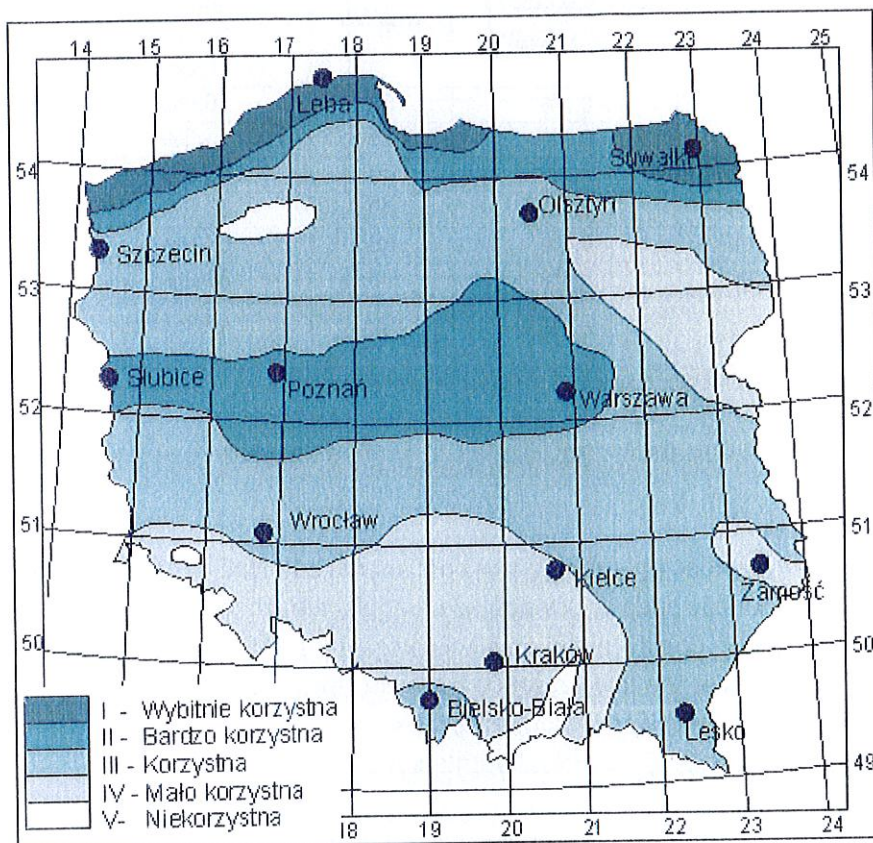 14 15 16 17 18 19 20 21 22 23 24 25
Łeba
Suwałki
54 54
Olsztyn
Szczecin
53 53
Słubice
Poznań
Warszawa
52 52
Wrocław
51 51
Kielce
Zamość
50 50
Kraków
Bielsko-Biała
Lesko
I - Wybitnie korzystna
II - Bardzo korzystna
III - Korzystna
IV - Mało korzystna
V- Niekorzystna
49
18 19 20 21 22 23 24